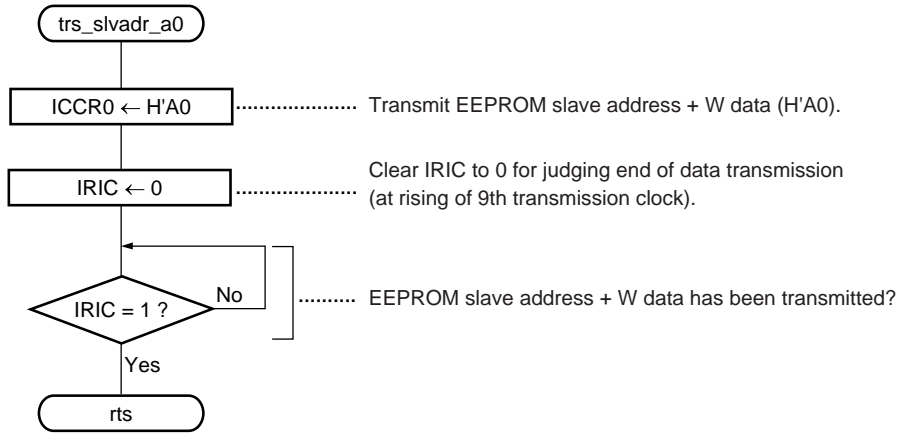 trs_slvadr_a0
ICCR0 ← H'A0 ..................... Transmit EEPROM slave address + W data (H'A0).
Clear IRIC to 0 for judging end of data transmission
IRIC ← 0 ..................... (at rising of 9th transmission clock).
IRIC = 1 ? No .......... EEPROM slave address + W data has been transmitted?
Yes
rts